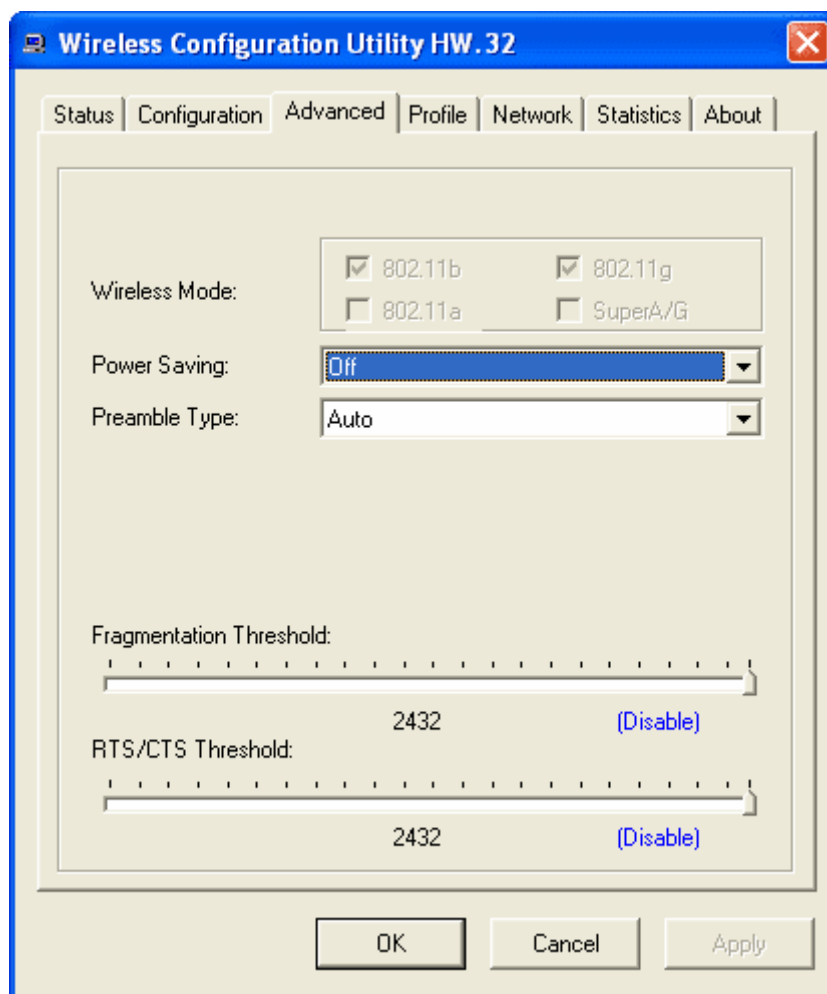 Wireless Configuration Utility HW.32
Status Configuration Advanced Profile Network Statistics About
Wireless Mode:
802.11b 802.11g
802.11a SuperA/G
Power Saving: Off
Preamble Type: Auto
Fragmentation Threshold:
2432 (Disable)
RTS/CTS Threshold:
2432 (Disable)
OK Cancel Apply